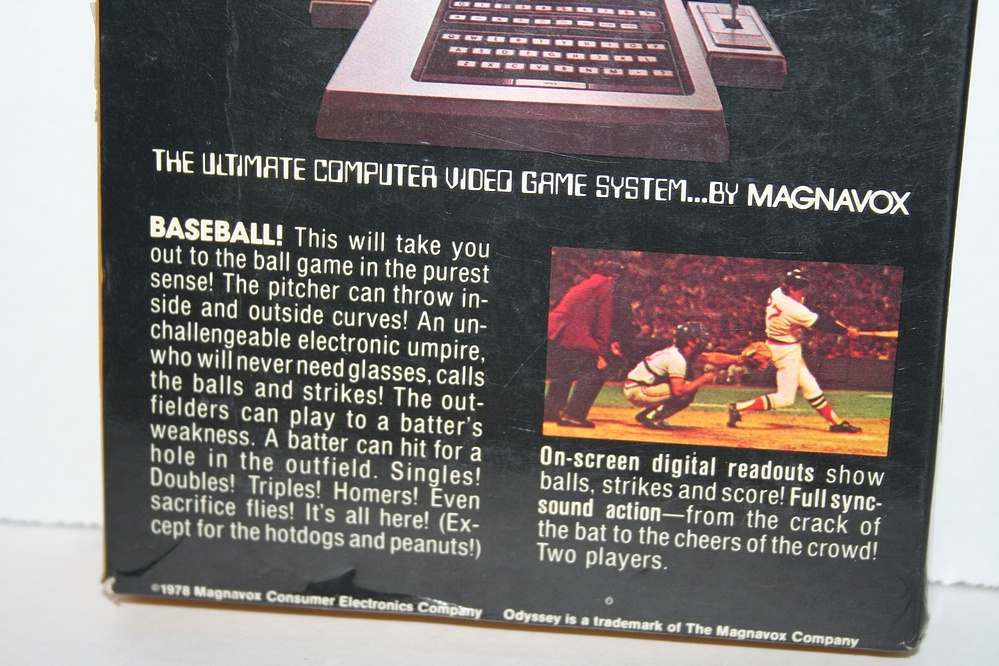 THE ULTIMATE COMPUTER VIDEO GAME SYSTEM...BY MAGNAVOX
BASEBALL! This will take you
out to the ball game in the purest
sense! The pitcher can throw in-
side and outside curves! An un-
challengeable electronic umpire,
who will never need glasses, calls
the balls and strikes! The out-
fielders can play to a batter's
weakness. A batter can hit for a
hole in the outfield. Singles!
Doubles! Triples! Homers! Even
sacrifice flies! It's all here! (Ex-
cept for the hotdogs and peanuts!)
On-screen digital readouts show
balls, strikes and score! Full sync-
sound action—from the crack of
the bat to the cheers of the crowd!
Two players.
©1978 Magnavox Consumer Electronics Company
Odyssey is a trademark of The Magnavox Company